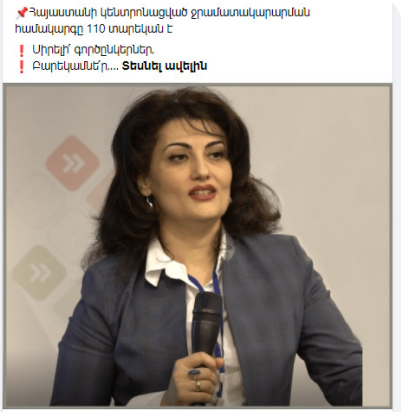 📌Հայաստանի կենտրոնացված ջրամատակարարման
համակարգը 110 տարեկան է
❗ Սիրելի՛ գործընկերներ,
❗ Բարեկամնե՛ր,... Տեսնել ավելին